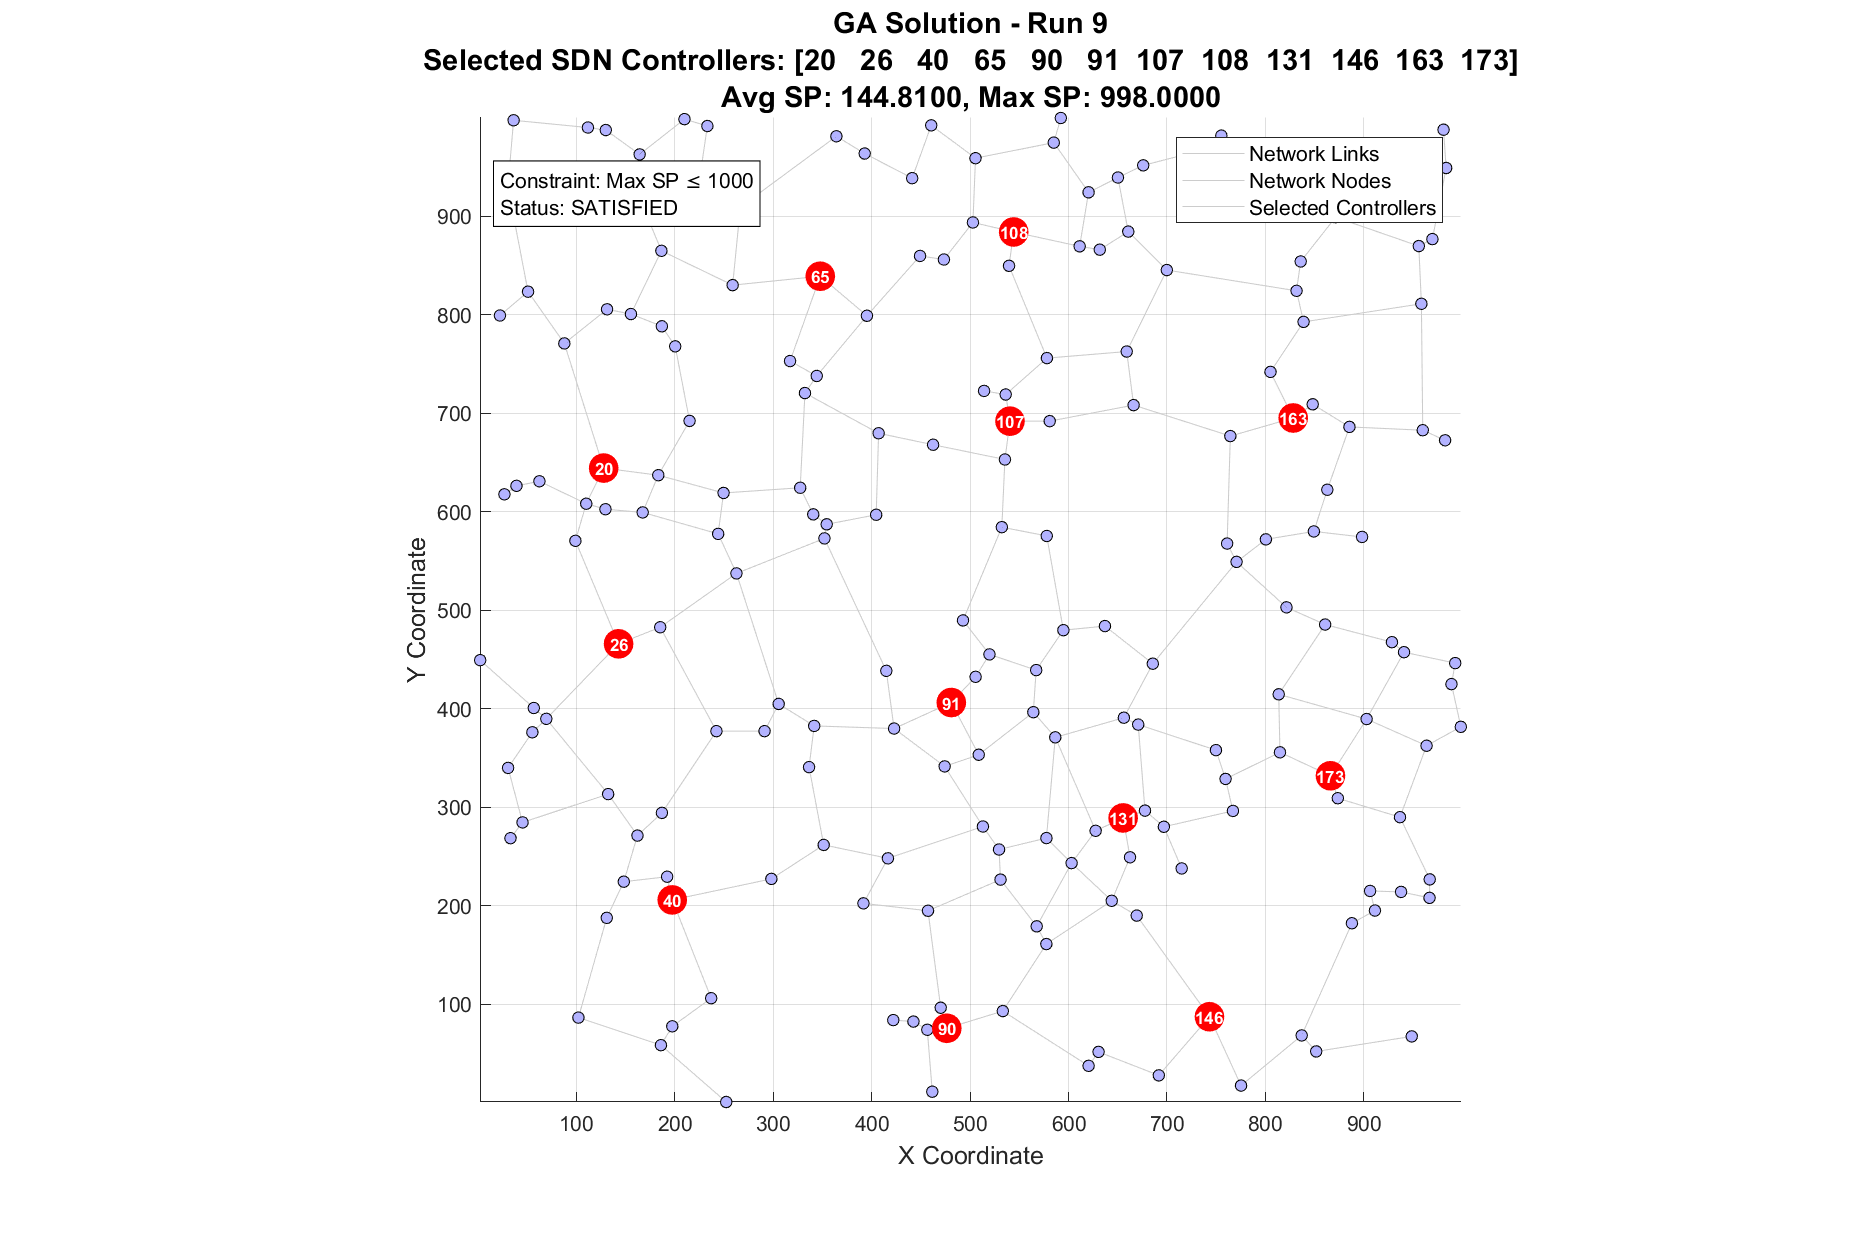 GA Solution - Run 9
Selected SDN Controllers: [20 26 40 65 90 91 107 108 131 146 163 173]
Avg SP: 144.8100, Max SP: 998.0000
Network Links
Network Nodes
Selected Controllers
Constraint: Max SP ≤ 1000
Status: SATISFIED
900
800
700
600
500
400
300
200
100
Y Coordinate
108
65
107
163
20
26
91
173
131
40
146
90
100 200 300 400 500 600 700 800 900
X Coordinate